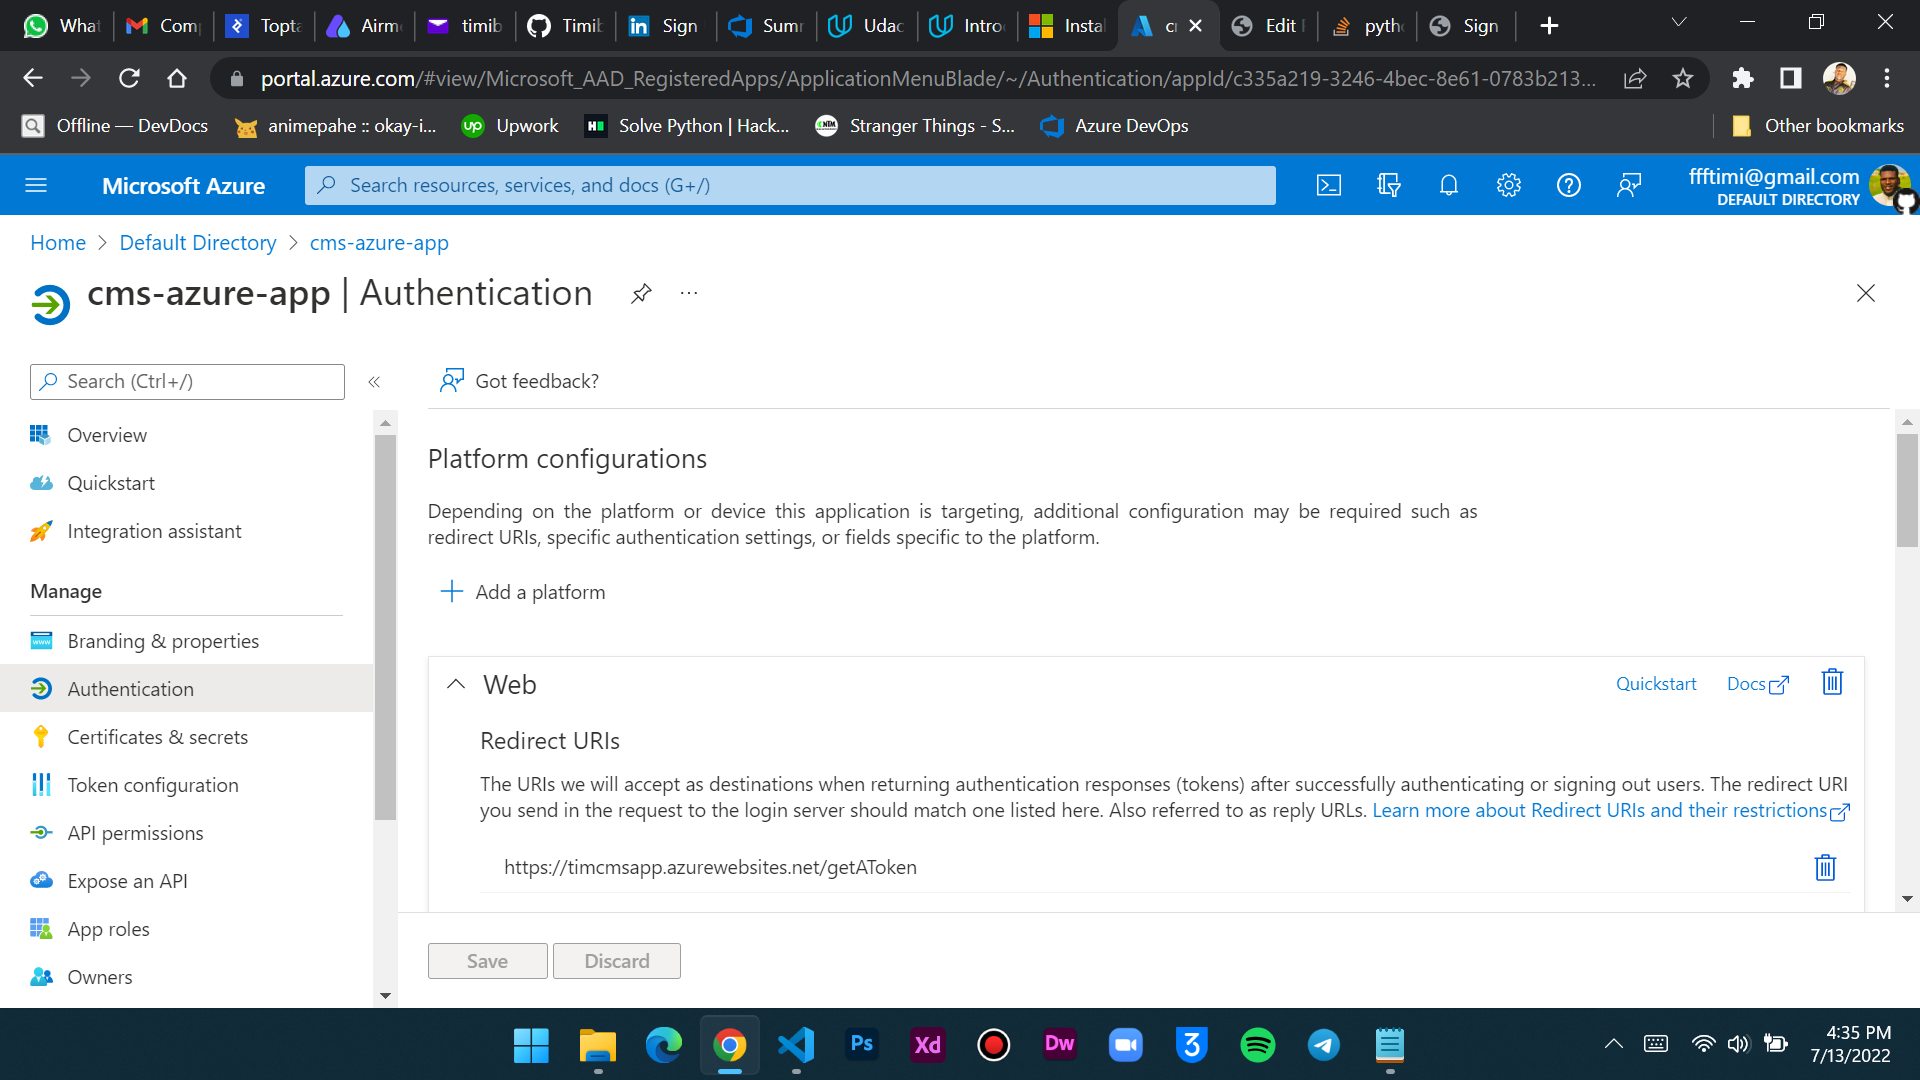 What
Com
Topta
Airm
timib
Timib
Sign
Sum
Udac
Intro
Instal
Edit
pyth
Sign
portal.azure.com/#view/Microsoft_AAD_RegisteredApps/ApplicationMenuBlade/~/Authentication/appId/c335a219-3246-4bec-8e61-0783b213...
Offline — DevDocs
animepahe :: okay-i...
up
Upwork
H
Solve Python | Hack...
NTM
Stranger Things - S...
Azure DevOps
Other bookmarks
Microsoft Azure
Search resources, services, and docs (G+/)
ffftimi@gmail.com
DEFAULT DIRECTORY
Home > Default Directory > cms-azure-app
cms-azure-app | Authentication
Search (Ctrl+/)
Got feedback?
Overview
Quickstart
Integration assistant
Manage
Branding & properties
Authentication
Certificates & secrets
Token configuration
API permissions
Expose an API
App roles
Owners
Platform configurations
Depending on the platform or device this application is targeting, additional configuration may be required such as
redirect URIs, specific authentication settings, or fields specific to the platform.
Add a platform
Web
Quickstart
Docs
Redirect URIs
The URIs we will accept as destinations when returning authentication responses (tokens) after successfully authenticating or signing out users. The redirect URI
you send in the request to the login server should match one listed here. Also referred to as reply URLs. Learn more about Redirect URIs and their restrictions
https://timcmsapp.azurewebsites.net/getAToken
Save
Discard
Ps
Xd
Dw
3
4:35 PM
7/13/2022